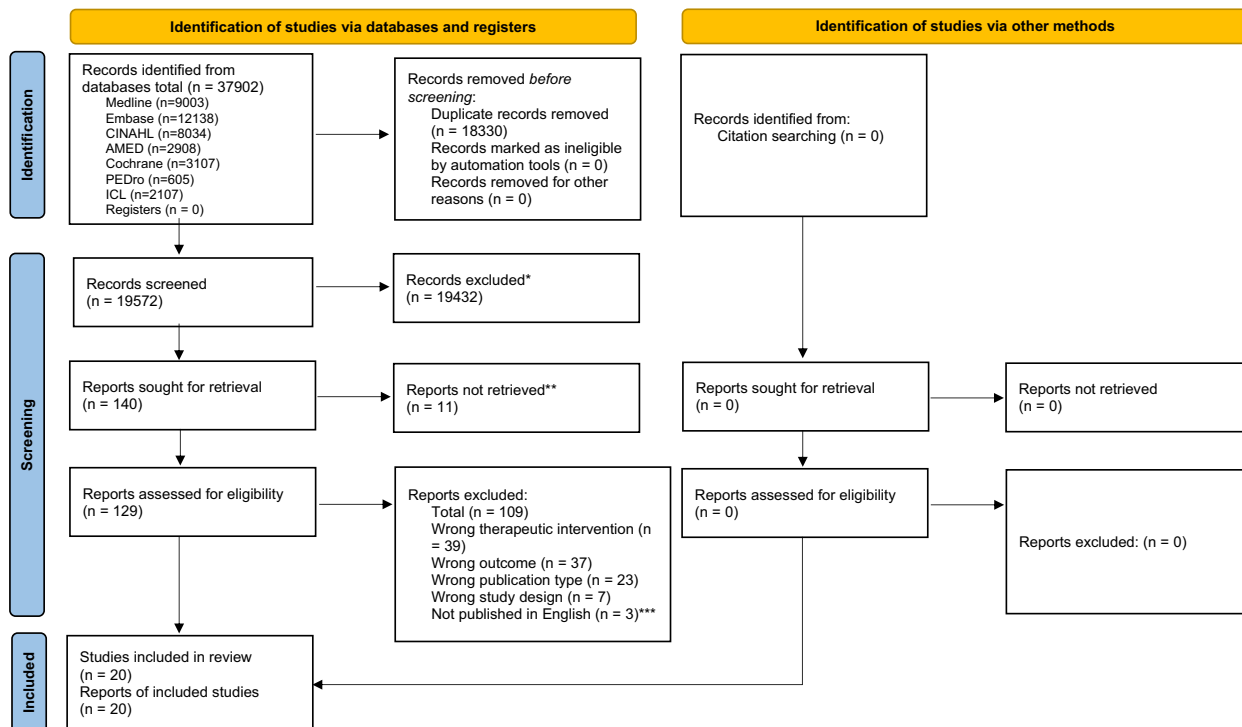 Identification of studies via databases and registers
Identification of studies via other methods
Identification
Records identified from
databases total (n = 37902)
Medline (n=9003)
Embase (n=12138)
CINAHL (n=8034)
AMED (n=2908)
Cochrane (n=3107)
PEDro (n=605)
ICL (n=2107)
Registers (n = 0)
Records removed before
screening:
Duplicate records removed
(n = 18330)
Records marked as ineligible
by automation tools (n = 0)
Records removed for other
reasons (n = 0)
Records identified from:
Citation searching (n = 0)
Screening
Records screened
(n = 19572)
Records excluded*
(n = 19432)
Reports sought for retrieval
(n = 140)
Reports not retrieved**
(n = 11)
Reports sought for retrieval
(n = 0)
Reports not retrieved
(n = 0)
Reports assessed for eligibility
(n = 129)
Reports excluded:
Total (n = 109)
Wrong therapeutic intervention (n
= 39)
Wrong outcome (n = 37)
Wrong publication type (n = 23)
Wrong study design (n = 7)
Not published in English (n = 3)***
Reports assessed for eligibility
(n = 0)
Reports excluded: (n = 0)
Included
Studies included in review
(n = 20)
Reports of included studies
(n = 20)